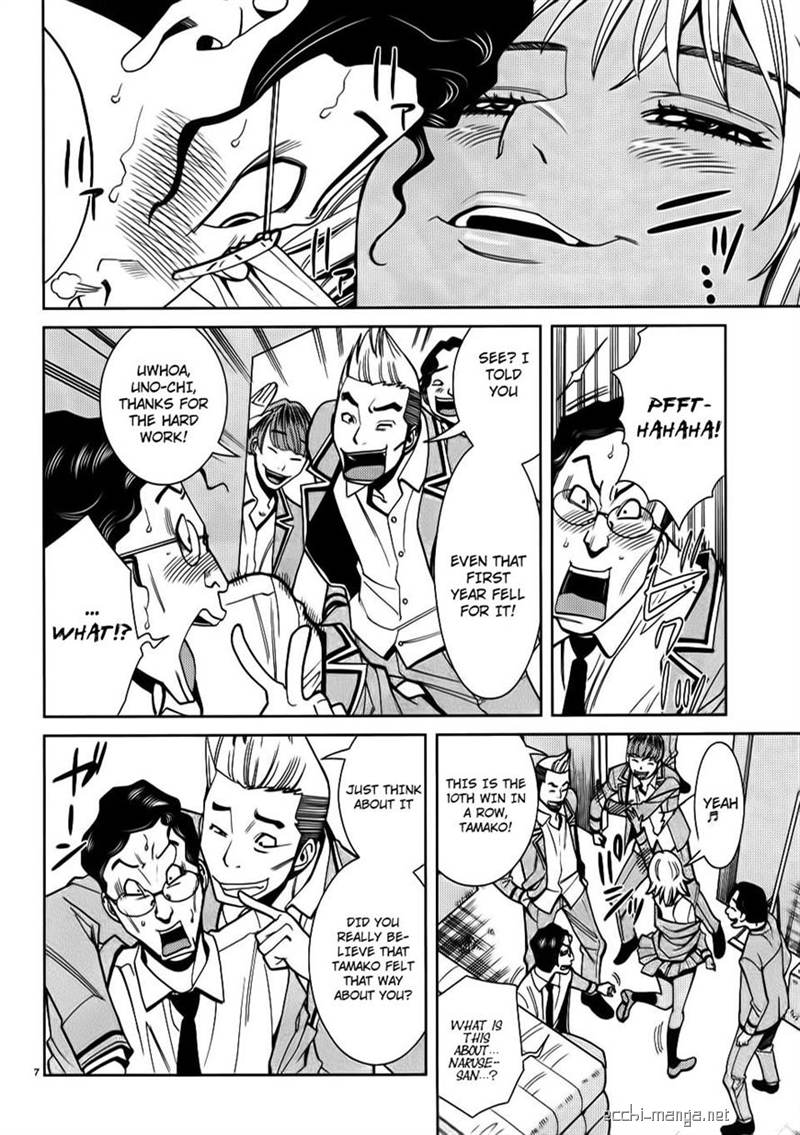 PFFT-
HAHAHA!
SEE? I
TOLD
YOU
EVEN THAT
FIRST
YEAR FELL
FOR IT!
UWHOA,
UNO-CHI,
THANKS FOR
THE HARD
WORK!
...
WHAT!?
YEAH
♬
THIS IS THE
10TH WIN IN
A ROW,
TAMAKO!
WHAT IS
THIS
ABOUT...
NARUSE-
SAN...?
JUST THINK
ABOUT IT
DID YOU
REALLY BE-
LIEVE THAT
TAMAKO FELT
THAT WAY
ABOUT YOU?
7
ecchi-manga.net